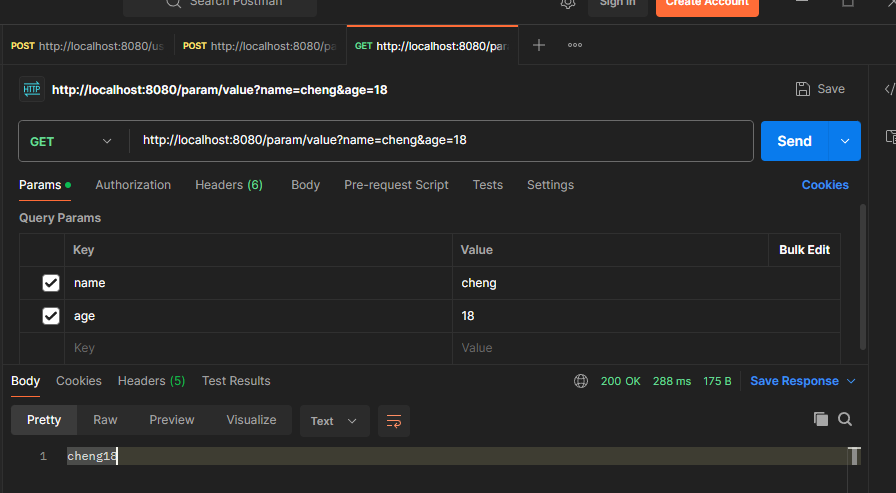 Search Postman
Sign in
Create Account
POST http://localhost:8080/us
POST http://localhost:8080/pa
GET http://localhost:8080/par
HTTP http://localhost:8080/param/value?name=cheng&age=18
Save
GET http://localhost:8080/param/value?name=cheng&age=18
Send
Params Authorization Headers (6) Body Pre-request Script Tests Settings Cookies
Query Params
Key Value Bulk Edit
name cheng
age 18
Key Value
Body Cookies Headers (5) Test Results 200 OK 288 ms 175 B Save Response
Pretty Raw Preview Visualize Text
1 cheng18